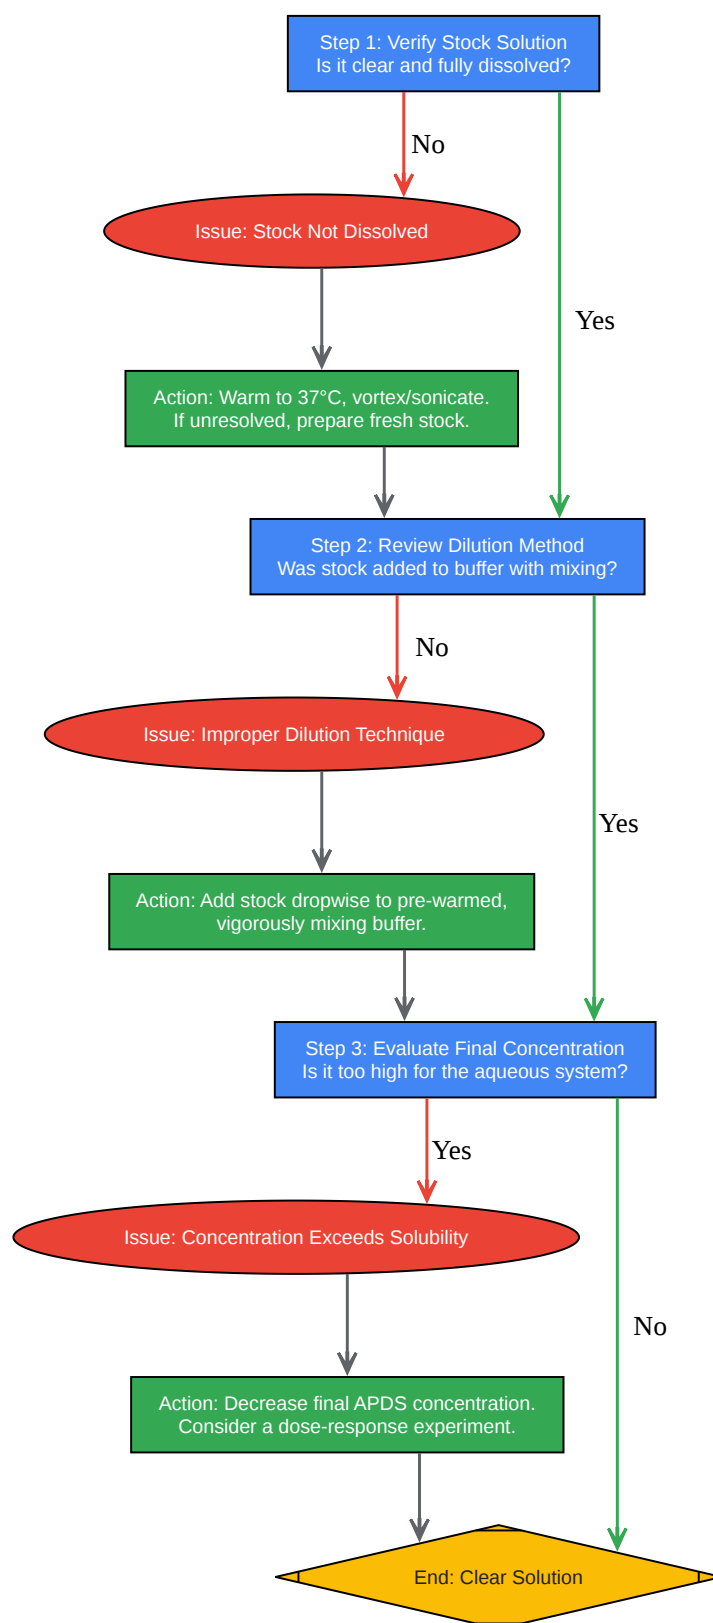 Step 1: Verify Stock Solution
Is it clear and fully dissolved?
No
Issue: Stock Not Dissolved
Yes
Action: Warm to 37°C, vortex/sonicate.
If unresolved, prepare fresh stock.
Step 2: Review Dilution Method
Was stock added to buffer with mixing?
No
Issue: Improper Dilution Technique
Yes
Action: Add stock dropwise to pre-warmed,
vigorously mixing buffer.
Step 3: Evaluate Final Concentration
Is it too high for the aqueous system?
Yes
Issue: Concentration Exceeds Solubility
No
Action: Decrease final APDS concentration.
Consider a dose-response experiment.
End: Clear Solution